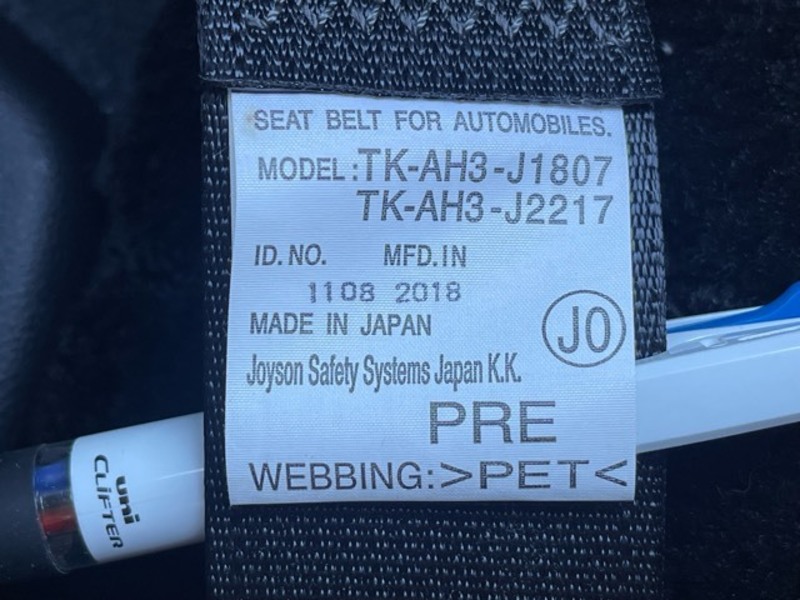 SEAT BELT FOR AUTOMOBILES.
MODEL:TK-AH3-J1807
TK-AH3-J2217
ID.NO. MFD.IN
1108 2018
MADE IN JAPAN
JO
Joyson Safety Systems Japan K.K.
PRE
WEBBING:>PET<
uni
CLiFTER